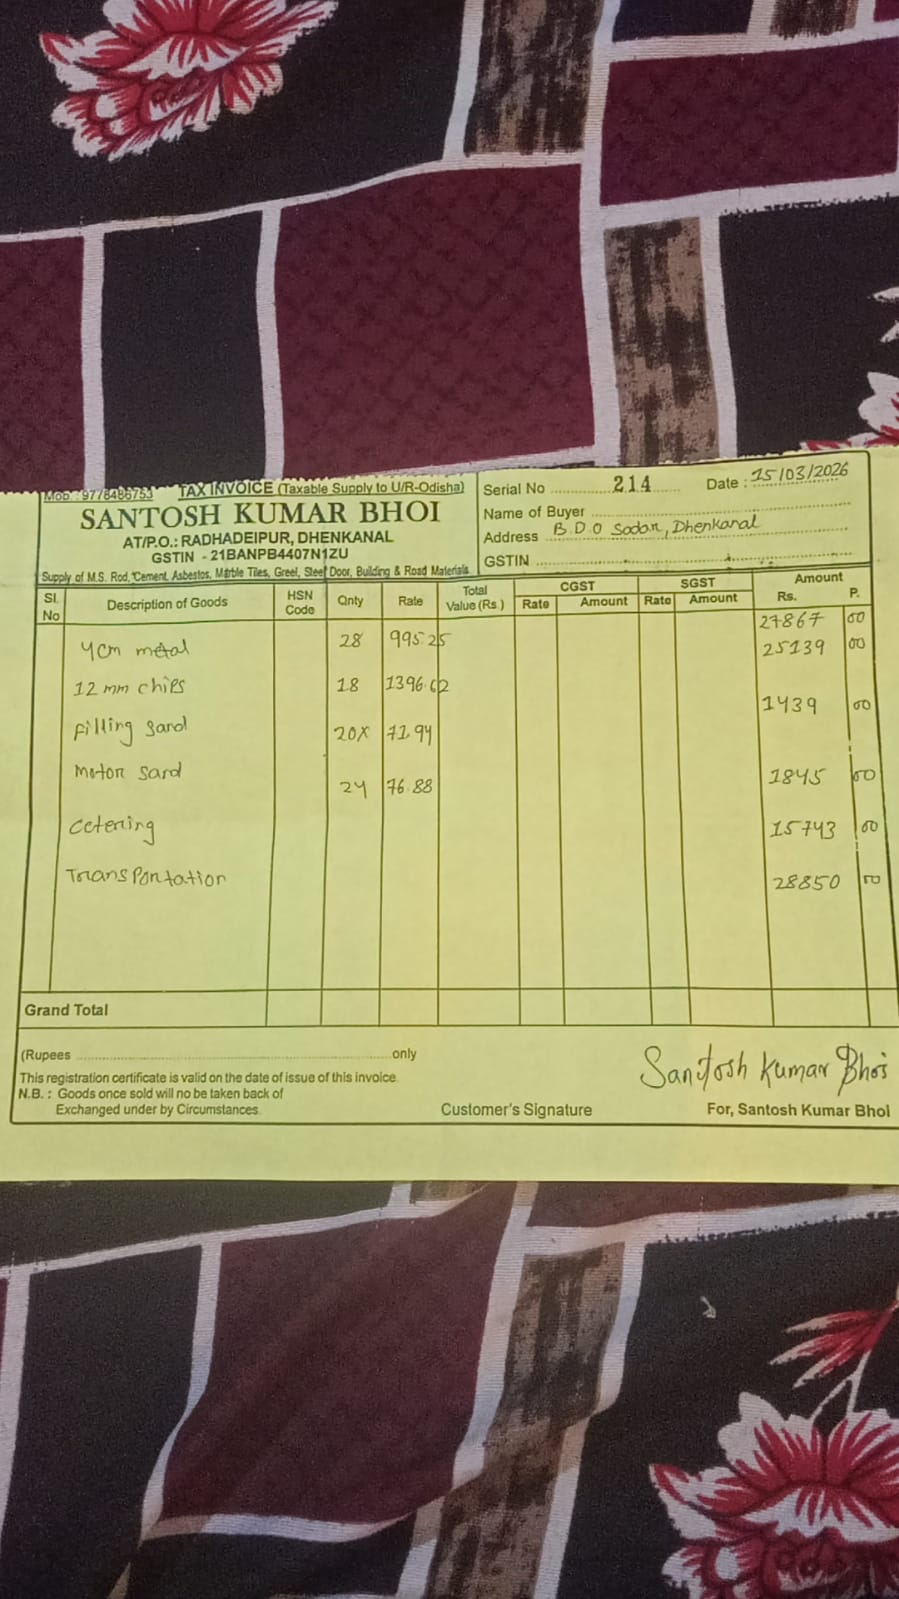 Mob : 9778486753 TAX INVOICE (Taxable Supply to U/R-Odisha)
SANTOSH KUMAR BHOI
AT/P.O.: RADHADEIPUR, DHENKANAL
GSTIN - 21BANPB4407N1ZU
Supply of M.S. Rod, Cement, Asbestos, Marble Tiles, Greel, Steel Door, Building & Road Materials
Serial No 214 Date : 15/03/2026
Name of Buyer
Address B.D.O Sadar, Dhenkanal
GSTIN
Sl. No Description of Goods HSN Code Qnty Rate Total Value (Rs.) CGST Rate Amount SGST Rate Amount Amount Rs. P.
4cm metal 28 995.25 27867 00
12 mm chips 18 1396.62 25139 00
Filling Sand 20 71.94 1439 00
Motor Sand 24 76.88 1845 00
Cetering 15743 00
Transportation 28850 00
Grand Total
(Rupees only
This registration certificate is valid on the date of issue of this invoice.
N.B. : Goods once sold will no be taken back of
Exchanged under by Circumstances.
Santosh Kumar Bhoi
Customer's Signature For, Santosh Kumar Bhoi